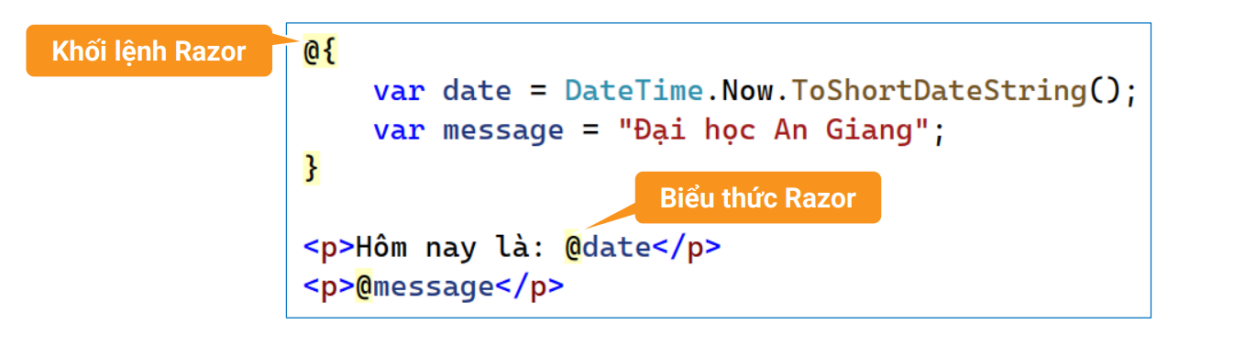 Khối lệnh Razor
@{
var date = DateTime.Now.ToShortDateString();
var message = "Đại học An Giang";
}
Biểu thức Razor
<p>Hôm nay là: @date</p>
<p>@message</p>